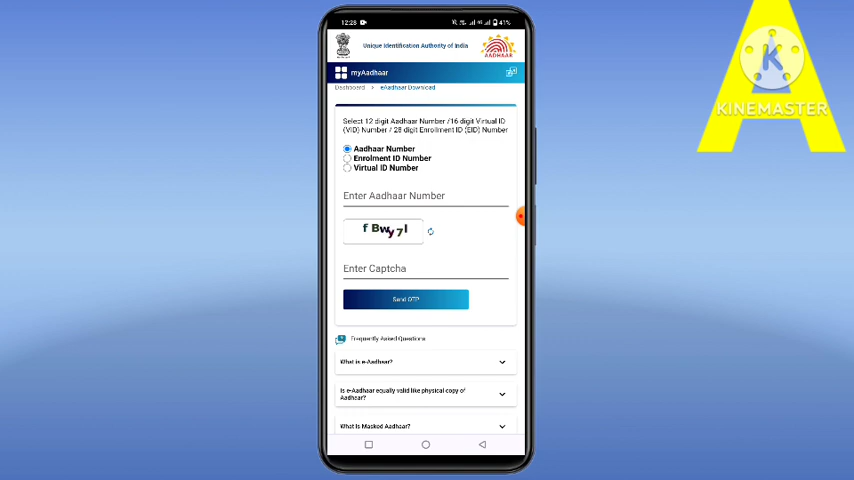 12:28
41%
Unique Identification Authority of India
AADHAAR
myAadhaar
Dashboard > eAadhaar Download
Select 12 digit Aadhaar Number /16 digit Virtual ID
(VID) Number / 28 digit Enrolment ID (EID) Number
Aadhaar Number
Enrolment ID Number
Virtual ID Number
Enter Aadhaar Number
fBwy7l
Enter Captcha
Send OTP
Frequently Asked Questions
What is e-Aadhaar?
Is e-Aadhaar equally valid like physical copy of
Aadhaar?
What is Masked Aadhaar?
A
K
KINEMASTER